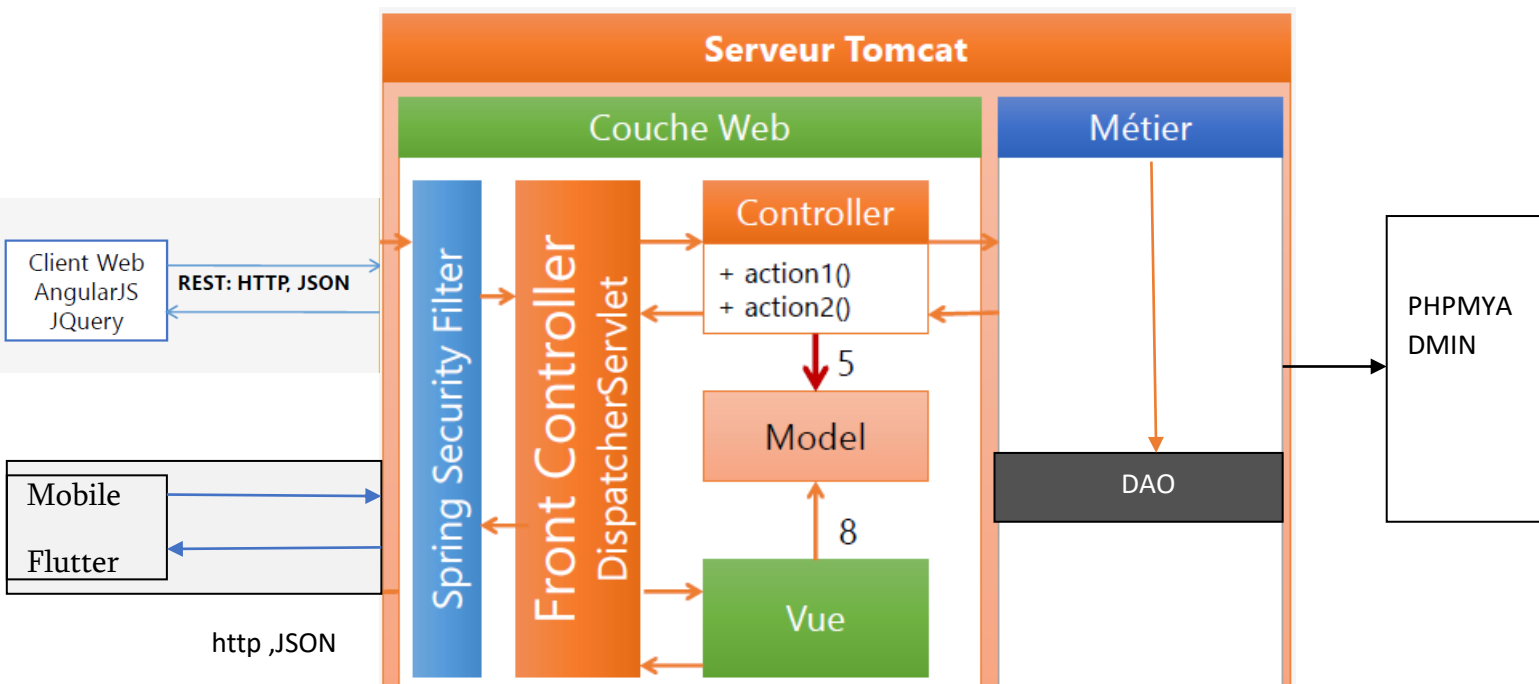 Serveur Tomcat
Couche Web
Métier
Client Web
AngularJS
JQuery
REST: HTTP, JSON
Spring Security Filter
Front Controller
DispatcherServlet
Controller
+ action1()
+ action2()
5
Model
8
Vue
DAO
PHPMYA
DMIN
Mobile
Flutter
http ,JSON